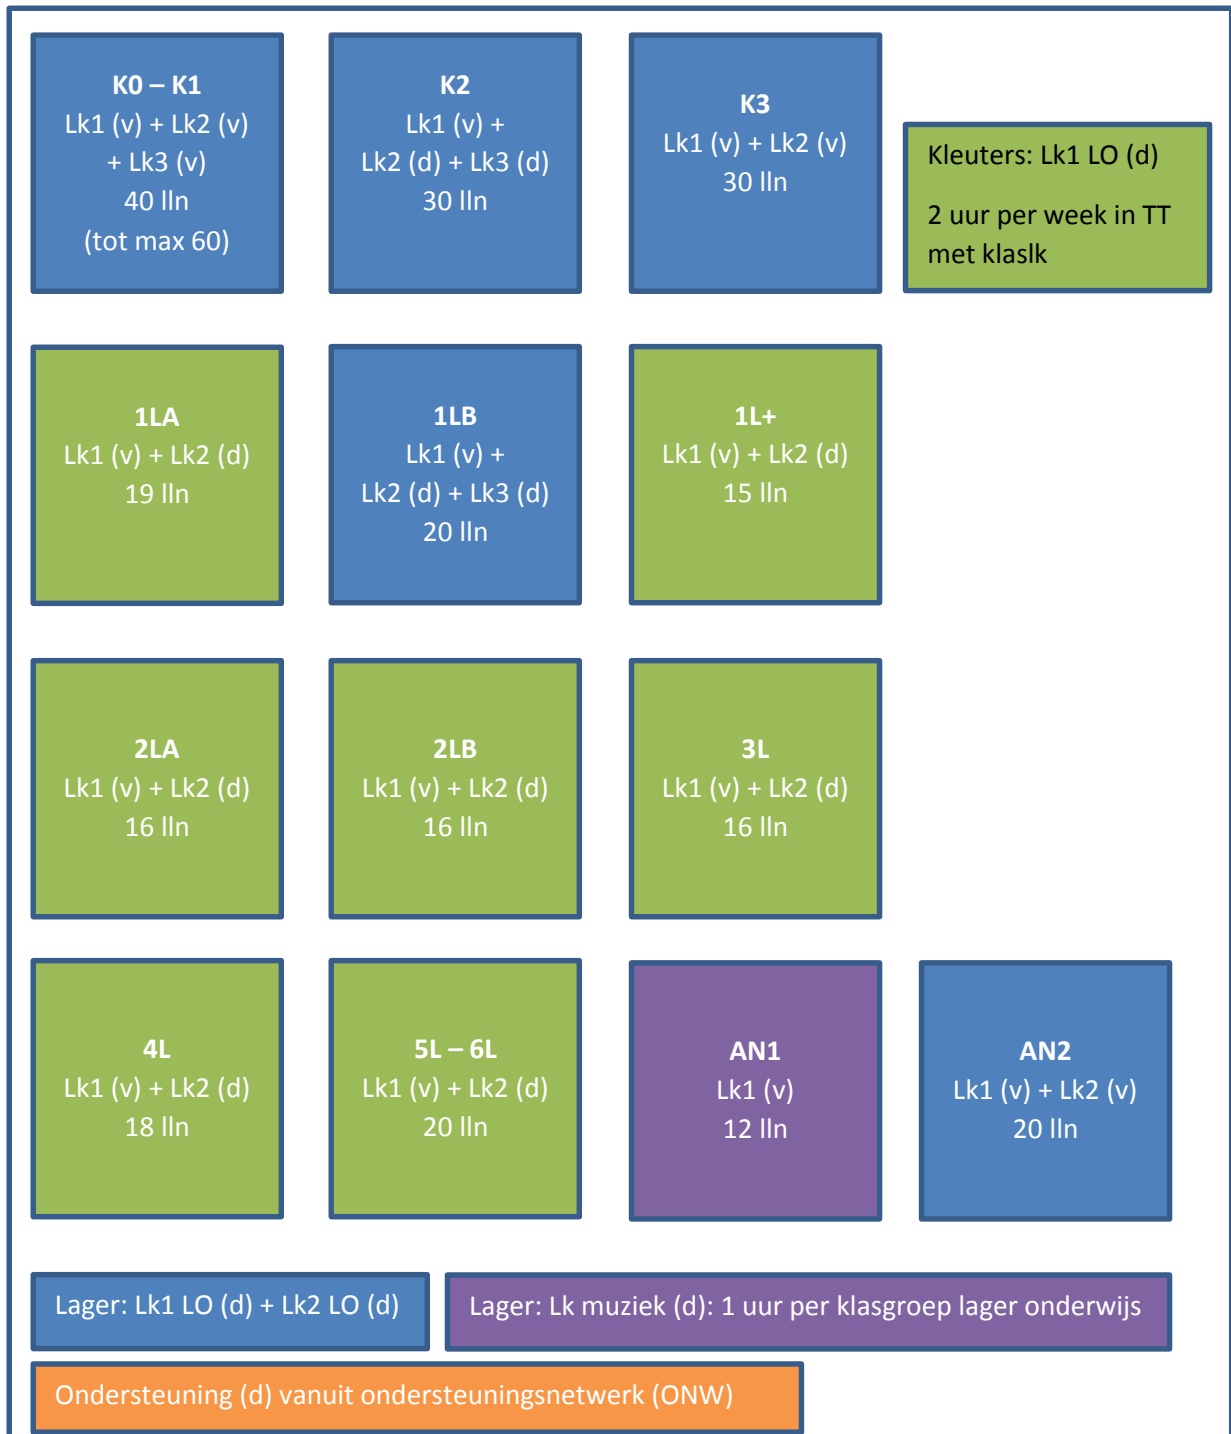 K0 – K1
Lk1 (v) + Lk2 (v)
+ Lk3 (v)
40 lln
(tot max 60)
K2
Lk1 (v) +
Lk2 (d) + Lk3 (d)
30 lln
K3
Lk1 (v) + Lk2 (v)
30 lln
Kleuters: Lk1 LO (d)
2 uur per week in TT
met klaslk
1LA
Lk1 (v) + Lk2 (d)
19 lln
1LB
Lk1 (v) +
Lk2 (d) + Lk3 (d)
20 lln
1L+
Lk1 (v) + Lk2 (d)
15 lln
2LA
Lk1 (v) + Lk2 (d)
16 lln
2LB
Lk1 (v) + Lk2 (d)
16 lln
3L
Lk1 (v) + Lk2 (d)
16 lln
4L
Lk1 (v) + Lk2 (d)
18 lln
5L – 6L
Lk1 (v) + Lk2 (d)
20 lln
AN1
Lk1 (v)
12 lln
AN2
Lk1 (v) + Lk2 (v)
20 lln
Lager: Lk1 LO (d) + Lk2 LO (d)
Lager: Lk muziek (d): 1 uur per klasgroep lager onderwijs
Ondersteuning (d) vanuit ondersteuningsnetwerk (ONW)